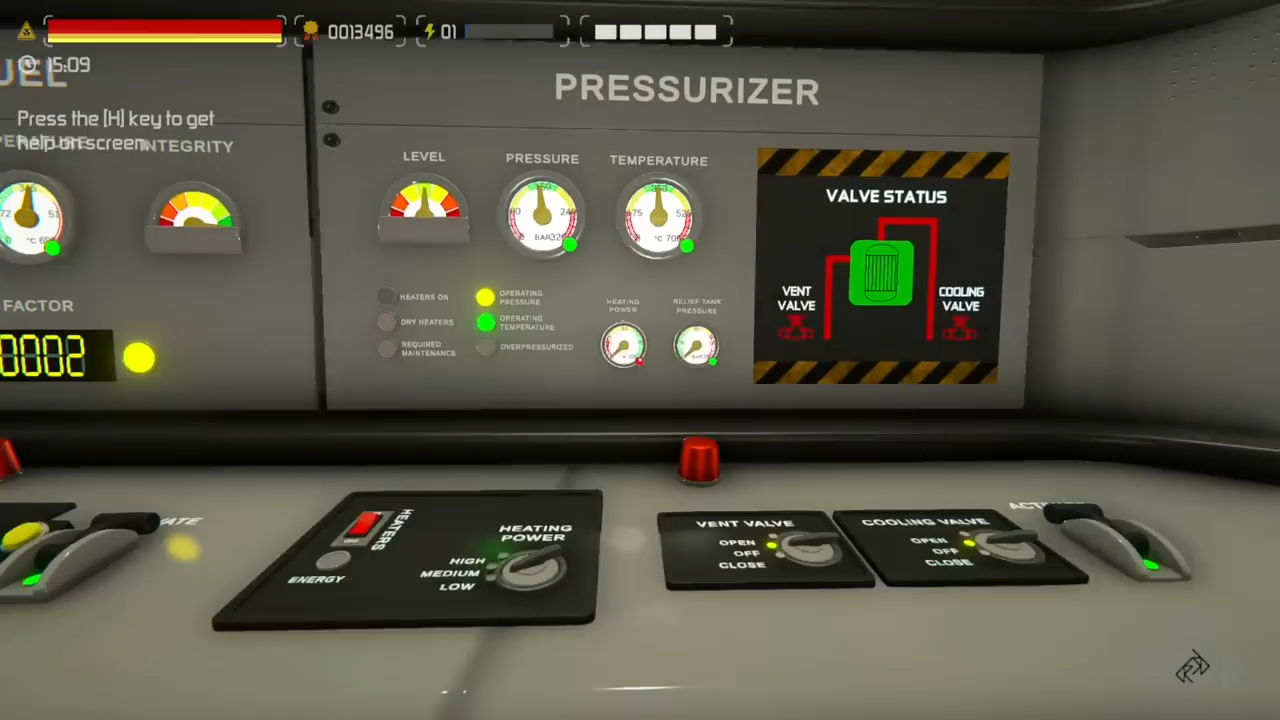 0013496
01
15:09
UEL
Press the [H] key to get
help on screen.
INTEGRITY
FACTOR
0002
PRESSURIZER
LEVEL
PRESSURE
TEMPERATURE
BAR
°C
HEATERS ON
DRY HEATERS
REQUIRED
MAINTENANCE
OPERATING
PRESSURE
OPERATING
TEMPERATURE
OVERPRESSURIZED
HEATING
POWER
RELIEF TANK
PRESSURE
VALVE STATUS
VENT
VALVE
COOLING
VALVE
HEATERS
ENERGY
HEATING
POWER
HIGH
MEDIUM
LOW
VENT VALVE
OPEN
OFF
CLOSE
COOLING VALVE
OPEN
OFF
CLOSE